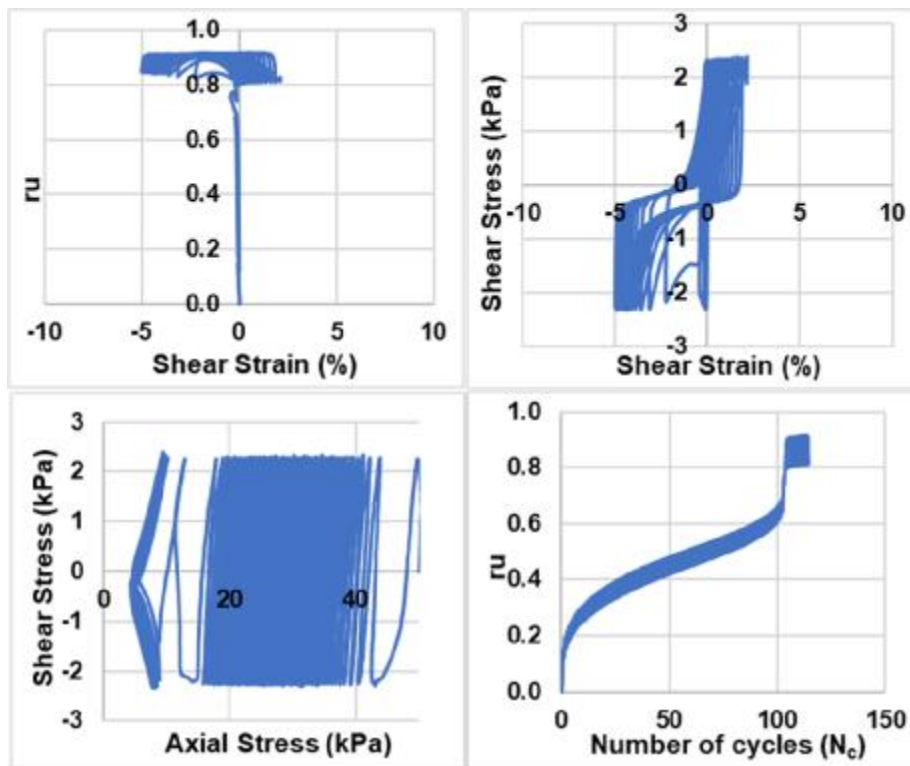 1.0
0.8
0.6
0.4
0.2
0.0
ru
-10 -5 0 5 10
Shear Strain (%)
3
2
1
0
-1
-2
-3
Shear Stress (kPa)
-10 -5 0 5 10
Shear Strain (%)
3
2
1
0
-1
-2
-3
Shear Stress (kPa)
0 20 40
Axial Stress (kPa)
1.0
0.8
0.6
0.4
0.2
0.0
ru
0 50 100 150
Number of cycles (Nc)